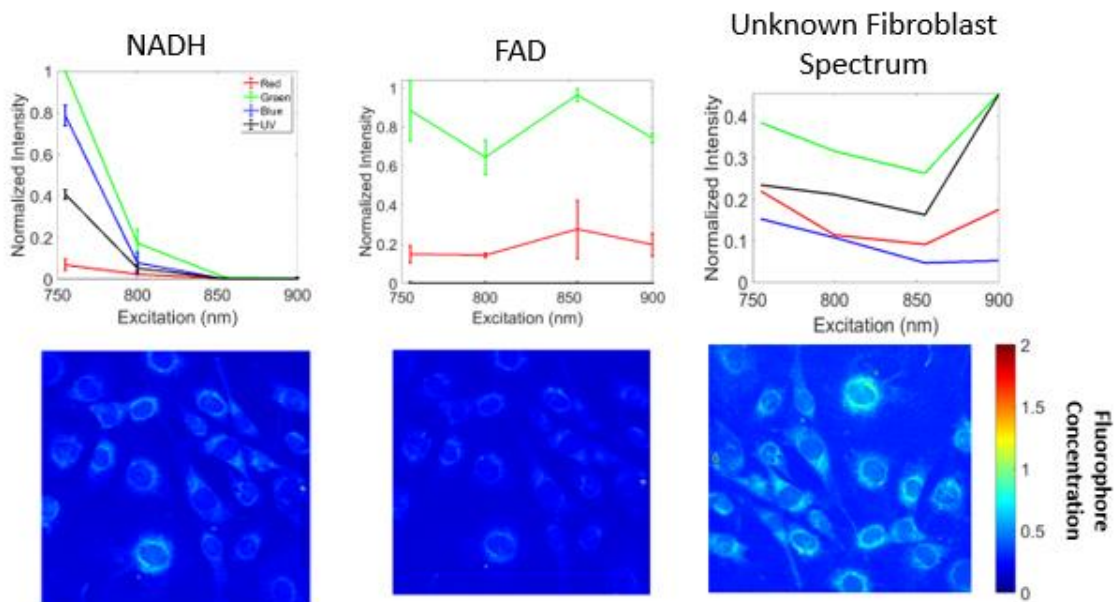 NADH
FAD
Unknown Fibroblast
Spectrum
Normalized Intensity
1
0.8
0.6
0.4
0.2
0
750
800
850
900
Excitation (nm)
Red
Green
Blue
UV
Normalized Intensity
1
0.8
0.6
0.4
0.2
0
750
800
850
900
Excitation (nm)
Normalized Intensity
0.4
0.3
0.2
0.1
0
750
800
850
900
Excitation (nm)
2
1.5
1
0.5
0
Fluorophore
Concentration